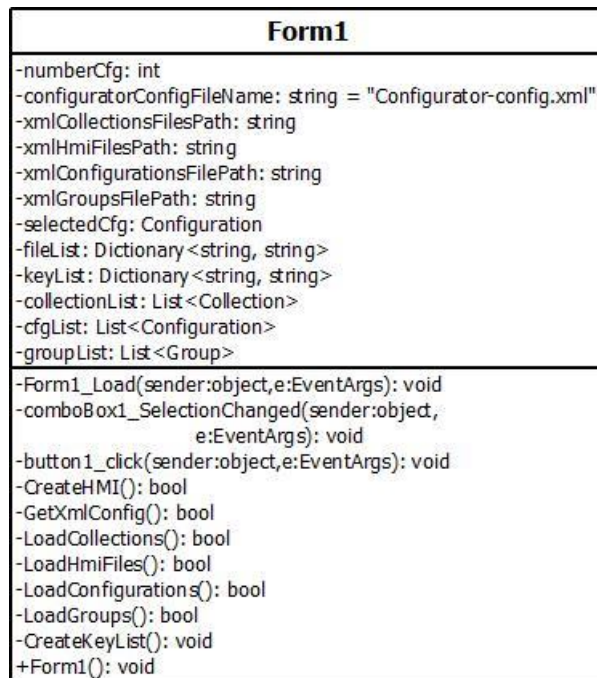 Form1
-numberCfg: int
-configuratorConfigFileName: string = "Configurator-config.xml"
-xmlCollectionsFilesPath: string
-xmlHmiFilesPath: string
-xmlConfigurationsFilePath: string
-xmlGroupsFilePath: string
-selectedCfg: Configuration
-fileList: Dictionary<string, string>
-keyList: Dictionary<string, string>
-collectionList: List<Collection>
-cfgList: List<Configuration>
-groupList: List<Group>
-Form1_Load(sender:object,e:EventArgs): void
-comboBox1_SelectionChanged(sender:object,
e:EventArgs): void
-button1_click(sender:object,e:EventArgs): void
-CreateHMI(): bool
-GetXmlConfig(): bool
-LoadCollections(): bool
-LoadHmiFiles(): bool
-LoadConfigurations(): bool
-LoadGroups(): bool
-CreateKeyList(): void
+Form1(): void